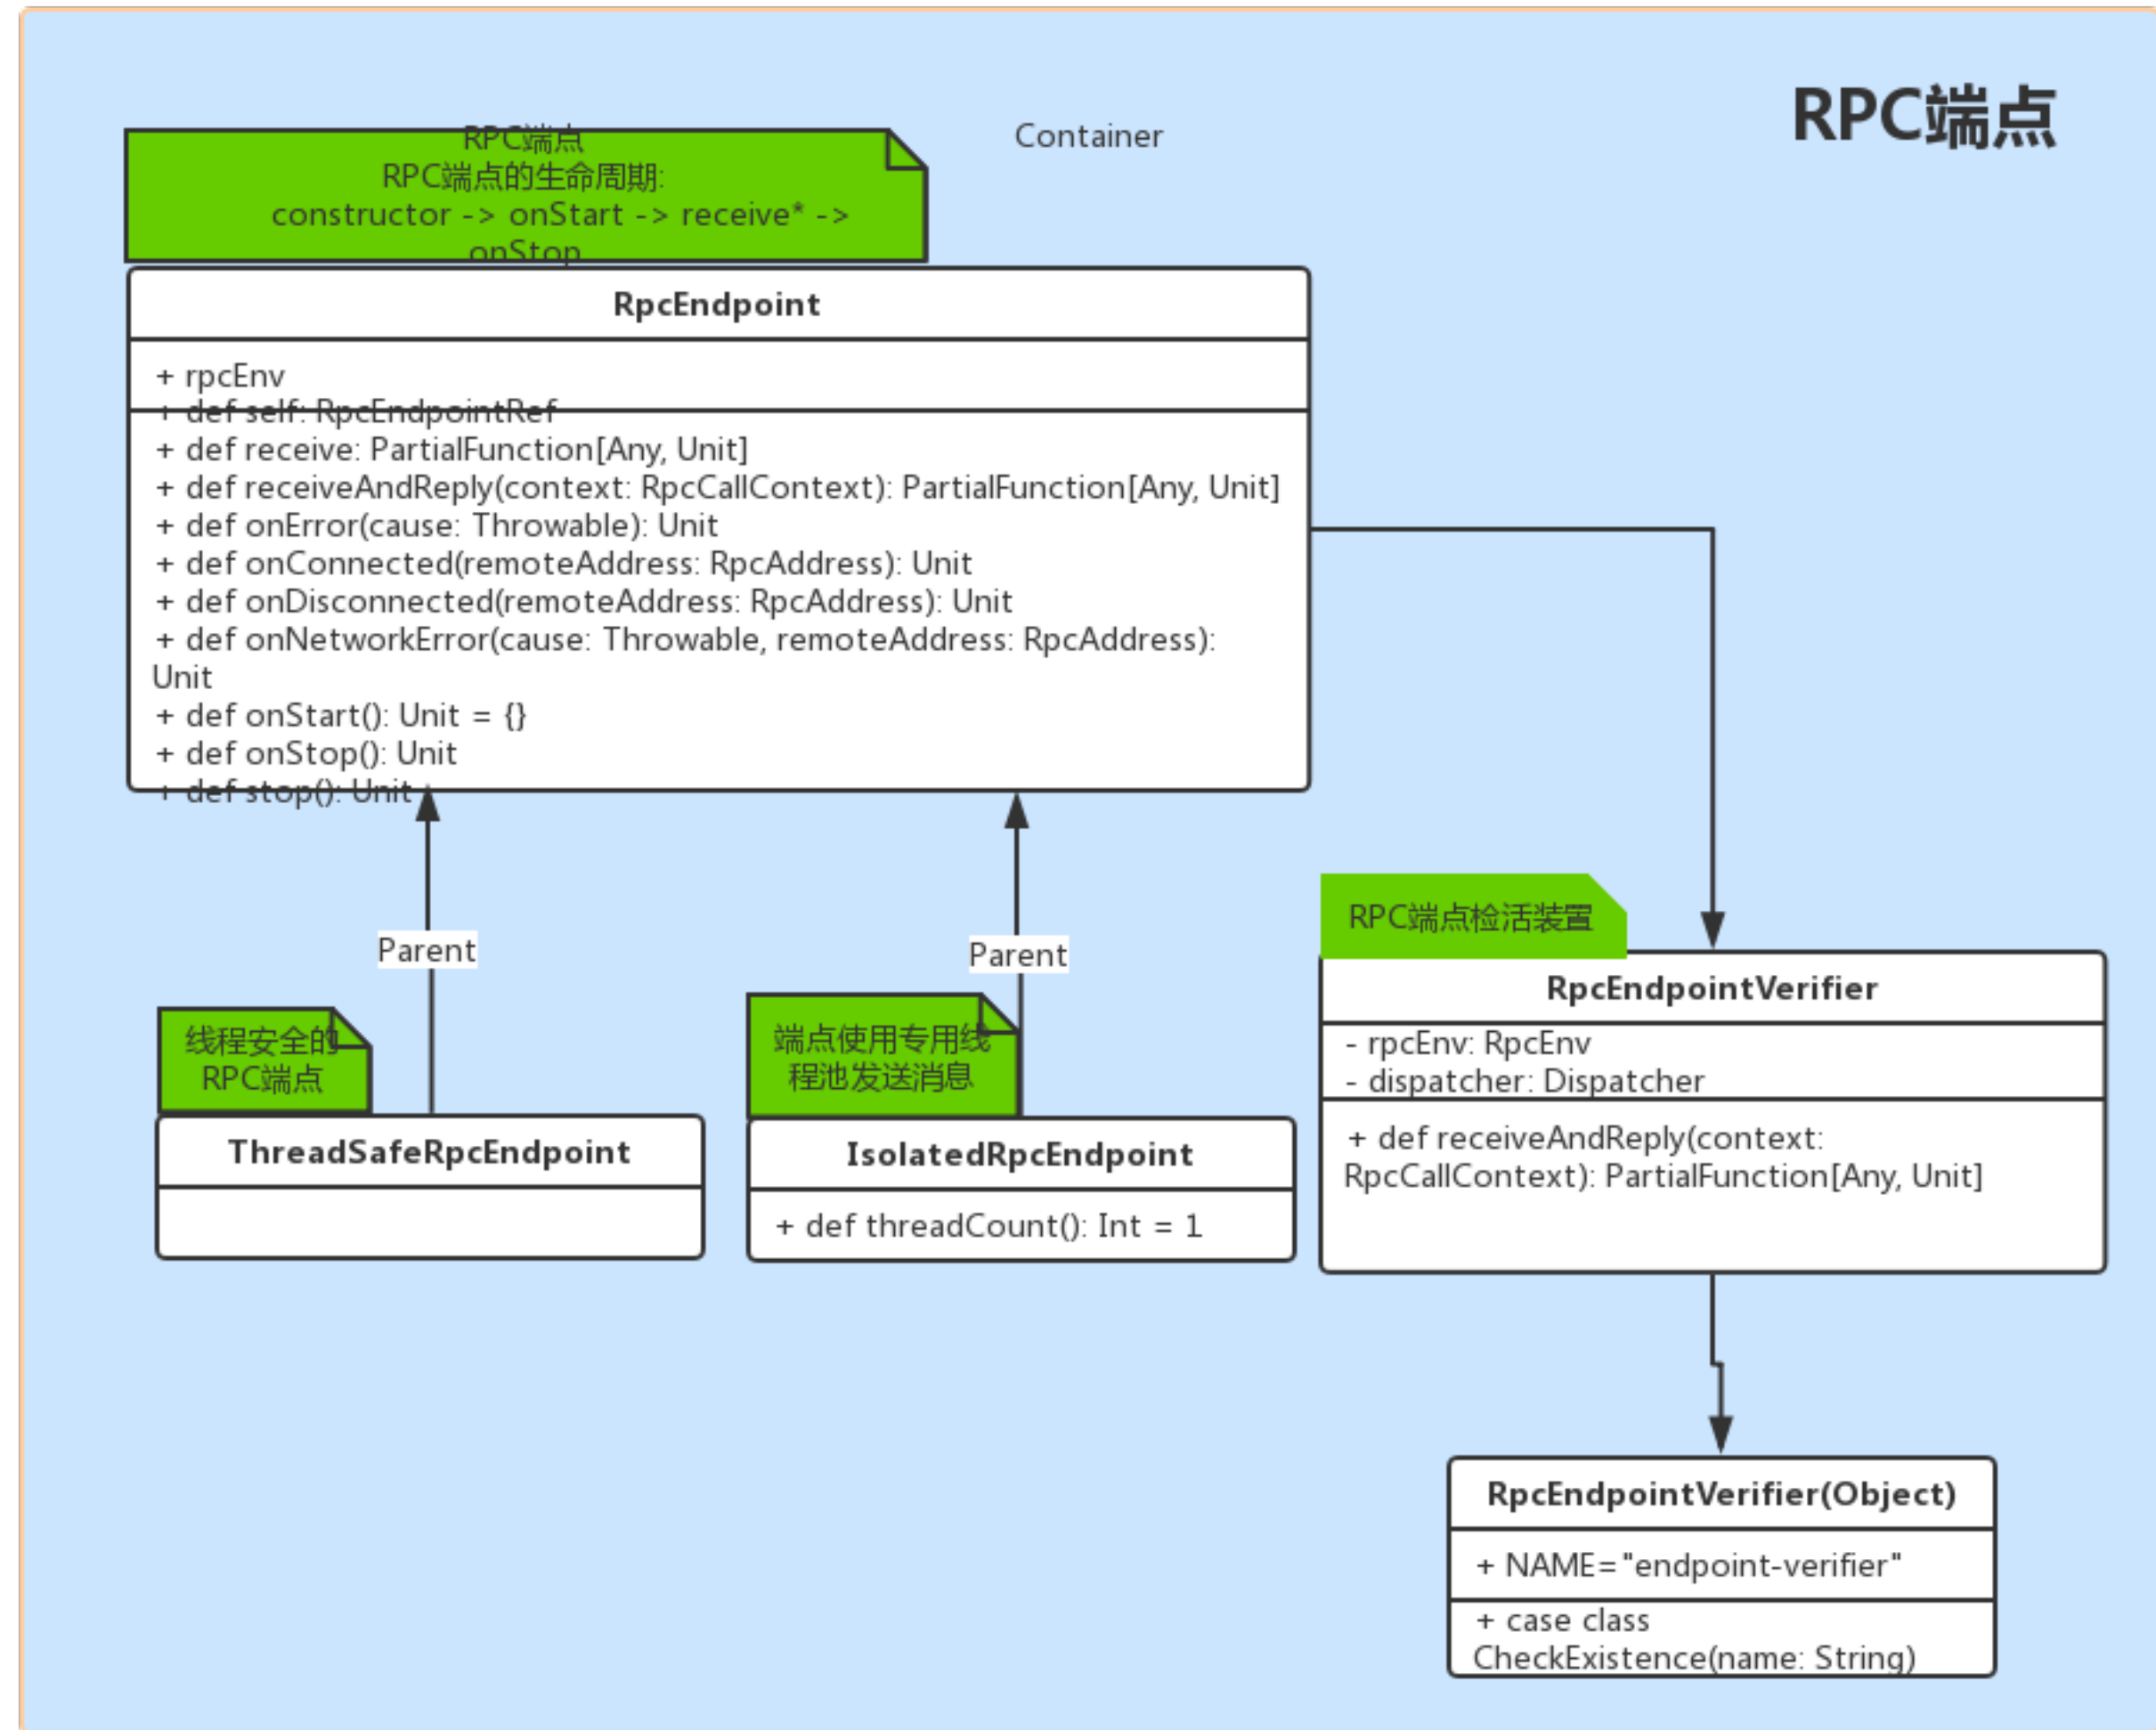 RPC端点
Container
RPC端点
RPC端点的生命周期:
constructor -> onStart -> receive* ->
onStop
RpcEndpoint
+ rpcEnv
+ def self: RpcEndpointRef
+ def receive: PartialFunction[Any, Unit]
+ def receiveAndReply(context: RpcCallContext): PartialFunction[Any, Unit]
+ def onError(cause: Throwable): Unit
+ def onConnected(remoteAddress: RpcAddress): Unit
+ def onDisconnected(remoteAddress: RpcAddress): Unit
+ def onNetworkError(cause: Throwable, remoteAddress: RpcAddress):
Unit
+ def onStart(): Unit = {}
+ def onStop(): Unit
+ def stop(): Unit
Parent
Parent
线程安全的
RPC端点
ThreadSafeRpcEndpoint
端点使用专用线
程池发送消息
IsolatedRpcEndpoint
+ def threadCount(): Int = 1
RPC端点检活装置
RpcEndpointVerifier
- rpcEnv: RpcEnv
- dispatcher: Dispatcher
+ def receiveAndReply(context:
RpcCallContext): PartialFunction[Any, Unit]
RpcEndpointVerifier(Object)
+ NAME="endpoint-verifier"
+ case class
CheckExistence(name: String)